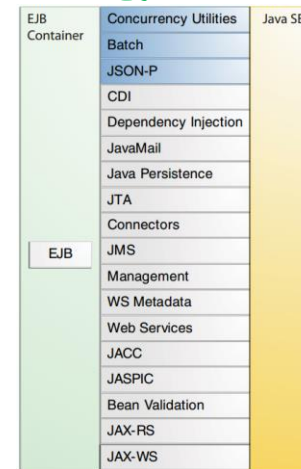 EJB
Container
EJB
Concurrency Utilities
Batch
JSON-P
CDI
Dependency Injection
JavaMail
Java Persistence
JTA
Connectors
JMS
Management
WS Metadata
Web Services
JACC
JASPIC
Bean Validation
JAX-RS
JAX-WS
Java SE